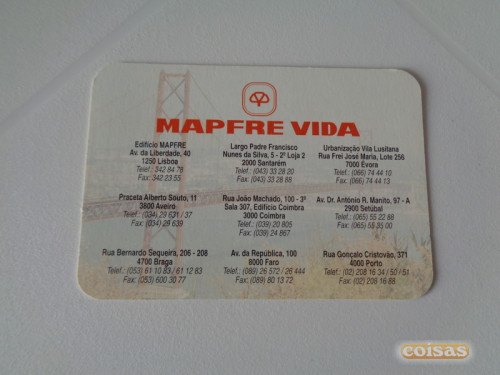 MAPFRE VIDA
Edifício MAPFRE
Av. da Liberdade, 40
1250 Lisboa
Telef.: 342 84 76
Fax: 342 23 55
Largo Padre Francisco
Nunes da Silva, 5 - 2º Loja 2
2000 Santarém
Telef.: (043) 33 28 20
Fax: (043) 33 28 88
Urbanização Vila Lusitana
Rua Frei José Maria, Lote 256
7000 Évora
Telef.: (066) 74 44 10
Fax: (066) 74 44 13
Praceta Alberto Souto, 11
3800 Aveiro
Telef.: (034) 29 631 / 37
Fax: (034) 29 639
Rua João Machado, 100 - 3º
Sala 307, Edifício Coimbra
3000 Coimbra
Telef.: (039) 20 805
Fax: (039) 24 867
Av. Dr. António R. Manito, 97 - A
2900 Setúbal
Telef.: (065) 55 22 88
Fax: (065) 55 35 00
Rua Bernardo Sequeira, 206 - 208
4700 Braga
Telef.: (053) 61 10 83 / 61 12 83
Fax: (053) 600 30 77
Av. da República, 100
8000 Faro
Telef.: (089) 26 572 / 26 444
Fax: (089) 80 13 72
Rua Gonçalo Cristovão, 371
4000 Porto
Telef.: (02) 208 16 34 / 50 / 51
Fax: (02) 208 16 68
coisas